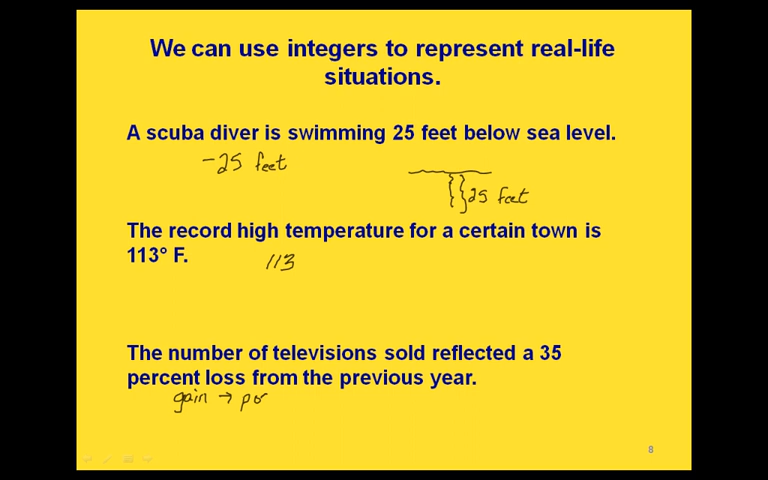 We can use integers to represent real-life
situations.
A scuba diver is swimming 25 feet below sea level.
-25 feet
25 feet
The record high temperature for a certain town is
113° F.
113
The number of televisions sold reflected a 35
percent loss from the previous year.
gain → po
8